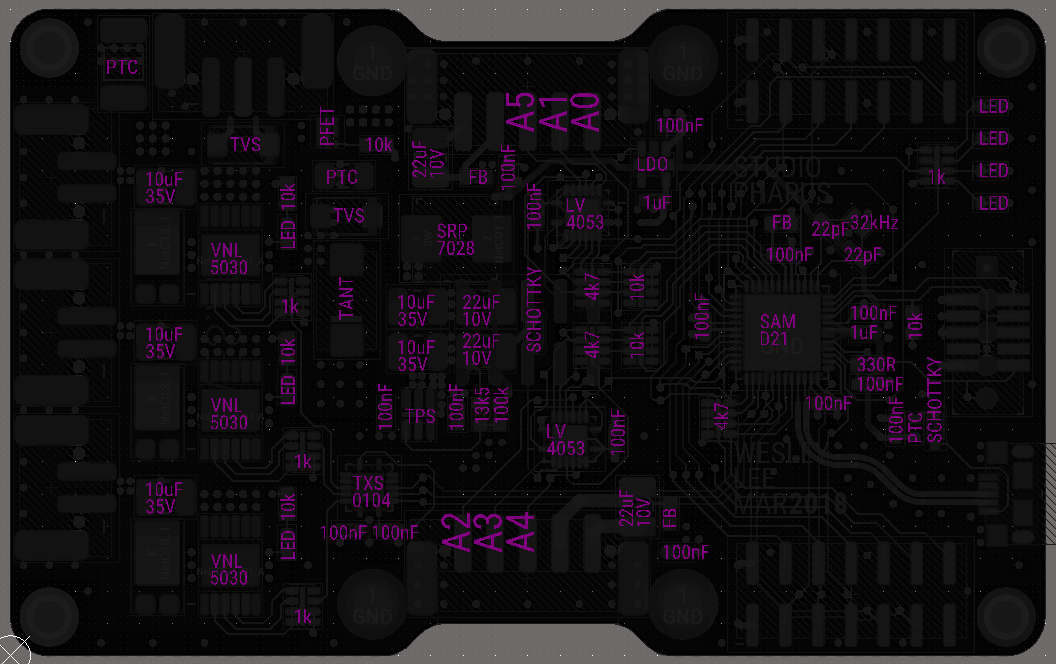 PTC
1
GND
1
GND
A5
A1
A0
PFET
10k
TVS
100nF
LED
LED
LED
LED
22uF
10V
FB
100nF
LDO
1k
10uF
35V
LED 10k
PTC
TVS
100nF
LV
4053
1uF
STUDIO
PHARUS
FB
22pF
32kHz
100nF
22pF
VNL
5030
SRP
7028
1k
TANT
10uF
35V
22uF
10V
SCHOTTKY
4k7
10k
100nF
SAM
D21
GND
100nF
1uF
10k
10uF
35V
LED 10k
10uF
35V
22uF
10V
4k7
10k
330R
100nF
VNL
5030
100nF
TPS
100nF
13k5
100k
LV
4053
100nF
4k7
100nF
100nF
PTC
SCHOTTKY
1k
TXS
0104
WESLEY
LEE
10uF
35V
LED 10k
100nF 100nF
A2
A3
A4
22uF
10V
FB
100nF
VNL
5030
1k
1
GND
1
GND